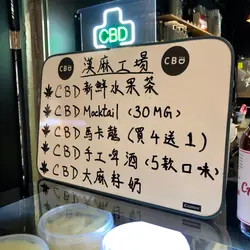 CBD
CBD 漢麻工場 CBD
CBD新鮮水果茶
CBD Mocktail (30MG)
CBD馬卡龍 (買4送1)
CBD手工啤酒 (5款口味)
CBD大麻籽奶